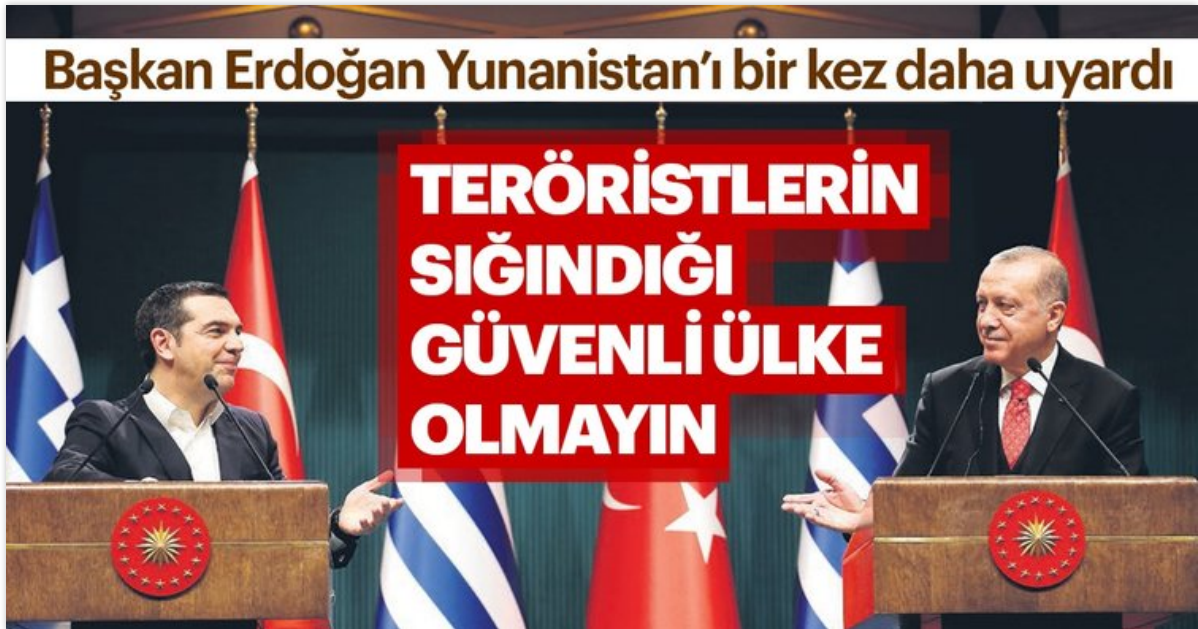 Başkan Erdoğan Yunanistan'ı bir kez daha uyardı
TERÖRİSTLERİN
SIĞINDIĞI
GÜVENLİ ÜLKE
OLMAYIN